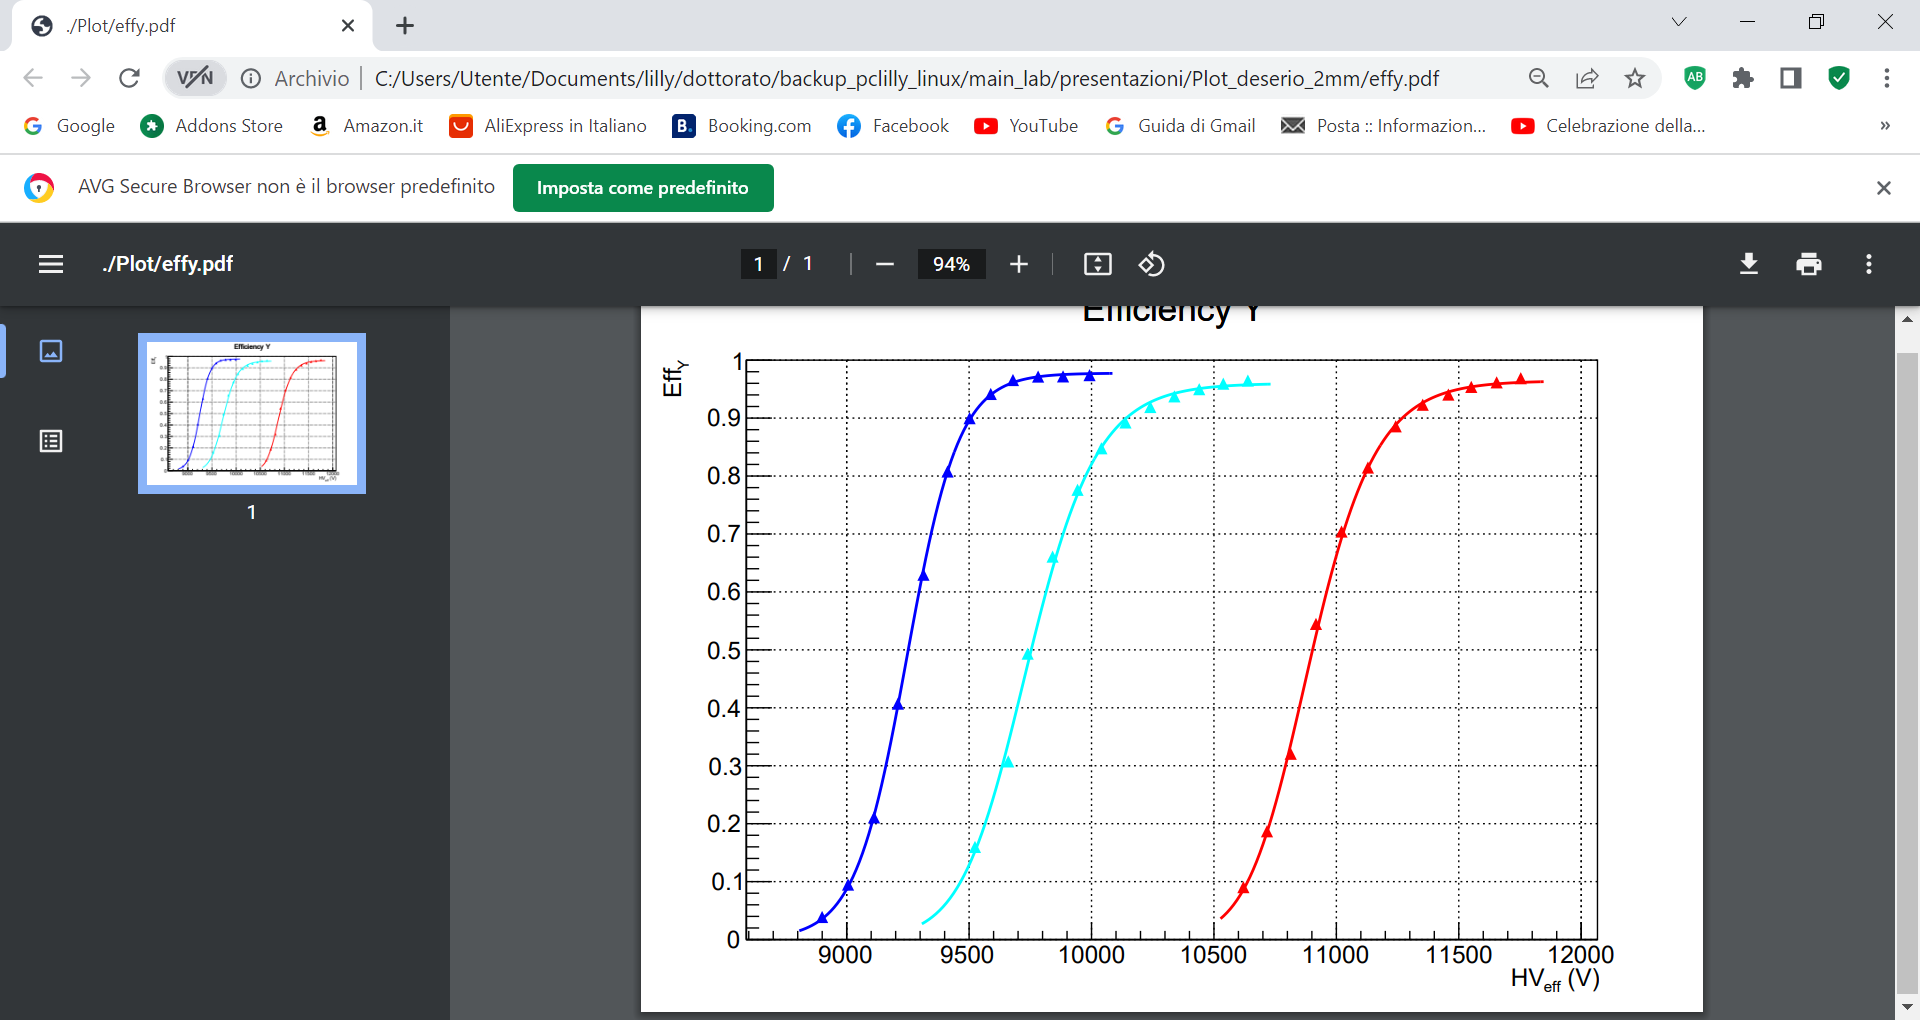 ./Plot/effy.pdf
VPN Archivio C:/Users/Utente/Documents/lilly/dottorato/backup_pclilly_linux/main_lab/presentazioni/Plot_deserio_2mm/effy.pdf AB
Google Addons Store Amazon.it AliExpress in Italiano B. Booking.com Facebook YouTube Guida di Gmail Posta :: Informazion... Celebrazione della... »
AVG Secure Browser non è il browser predefinito Imposta come predefinito
./Plot/effy.pdf 1 / 1 94%
Efficiency Y
Efficiency Y
1
Eff Y
1
0.9
0.8
0.7
0.6
0.5
0.4
0.3
0.2
0.1
0
9000 9500 10000 10500 11000 11500 12000
HVeff (V)